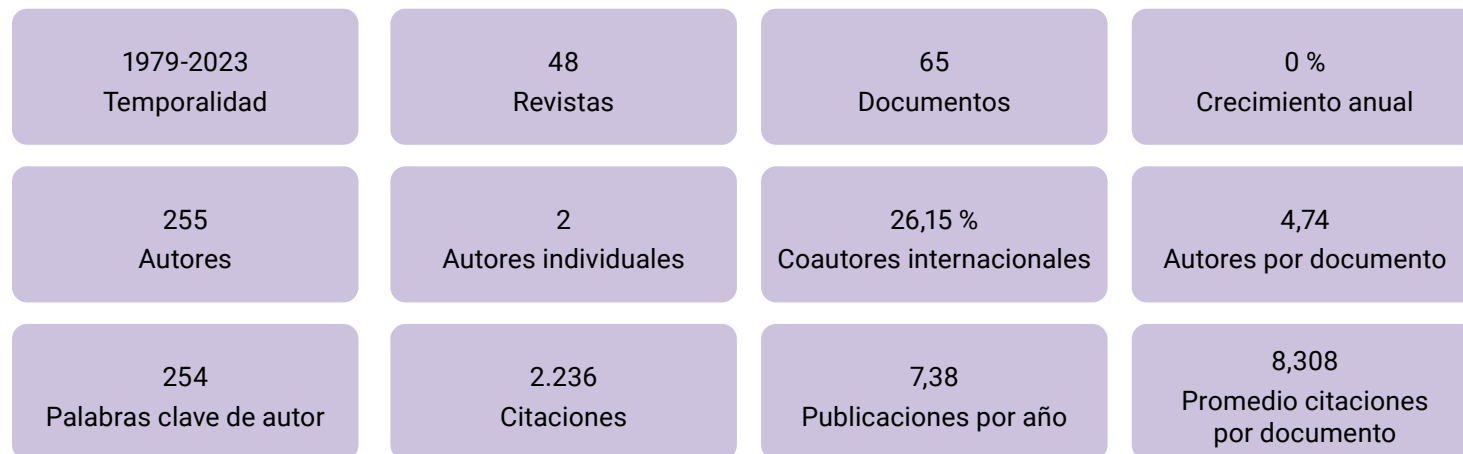 1979-2023
Temporalidad
48
Revistas
65
Documentos
0 %
Crecimiento anual
255
Autores
2
Autores individuales
26,15 %
Coautores internacionales
4,74
Autores por documento
254
Palabras clave de autor
2.236
Citaciones
7,38
Publicaciones por año
8,308
Promedio citaciones
por documento